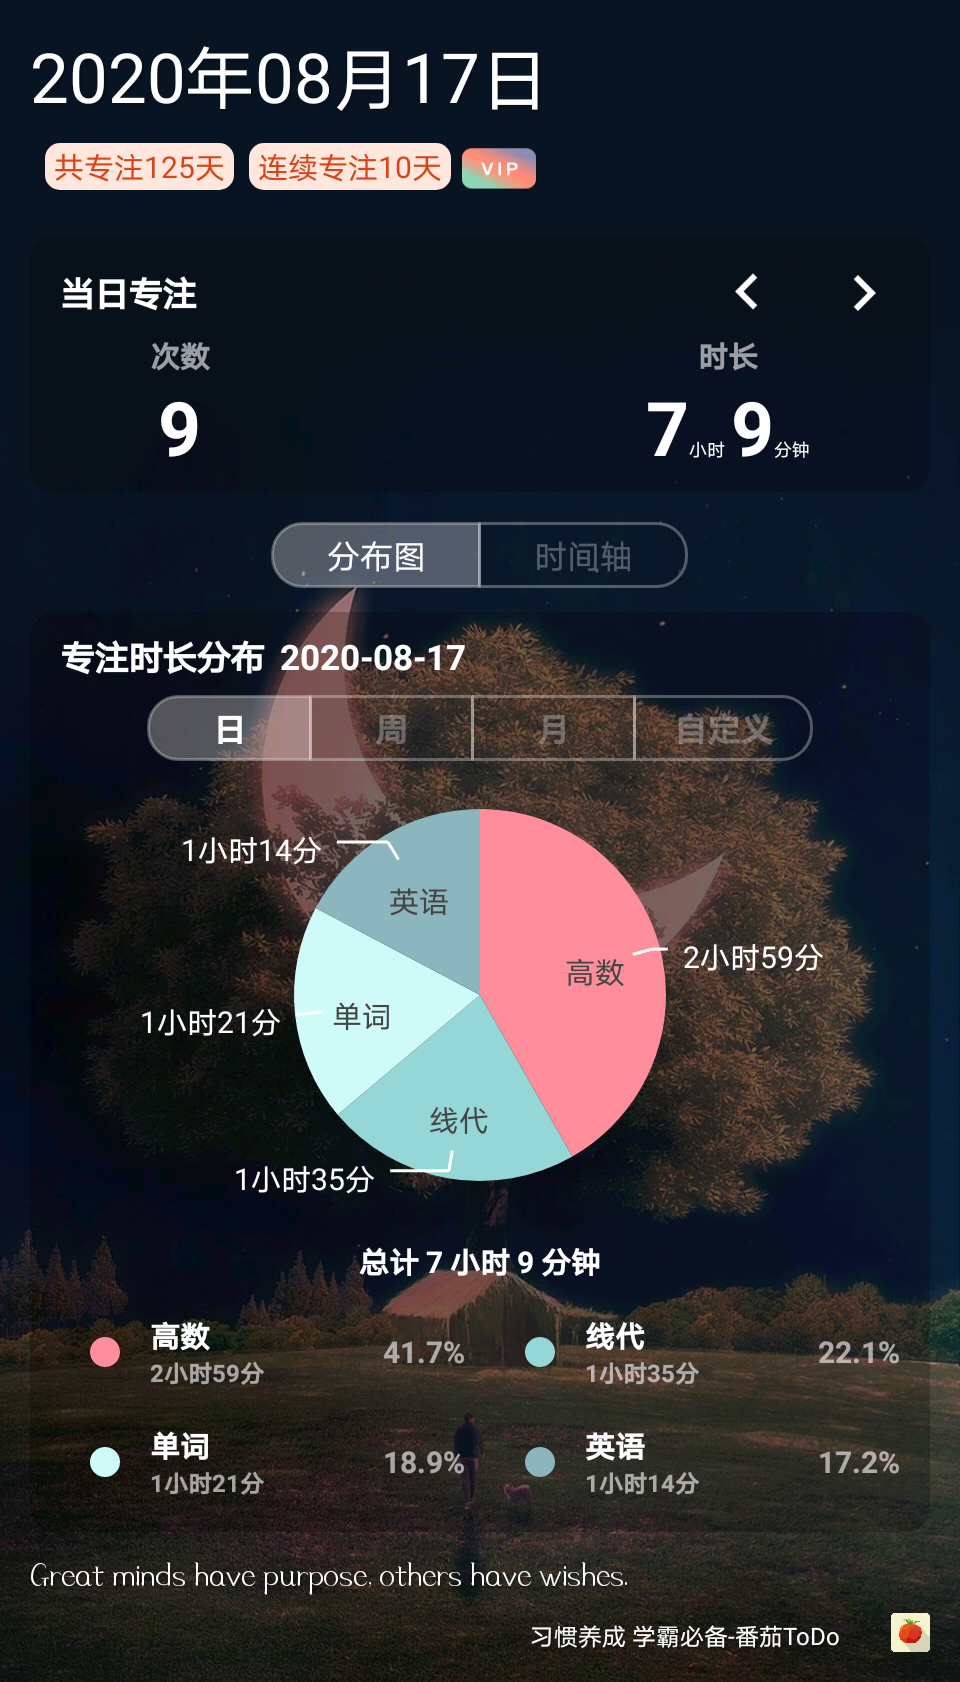 2020年08月17日
共专注125天 连续专注10天 VIP
当日专注
次数 时长
9 7小时9分钟
分布图 时间轴
专注时长分布 2020-08-17
日 周 月 自定义
1小时14分
英语
高数 2小时59分
1小时21分 单词
线代
1小时35分
总计 7 小时 9 分钟
高数 41.7% 线代 22.1%
2小时59分 1小时35分
单词 18.9% 英语 17.2%
1小时21分 1小时14分
Great minds have purpose, others have wishes.
习惯养成 学霸必备-番茄ToDo